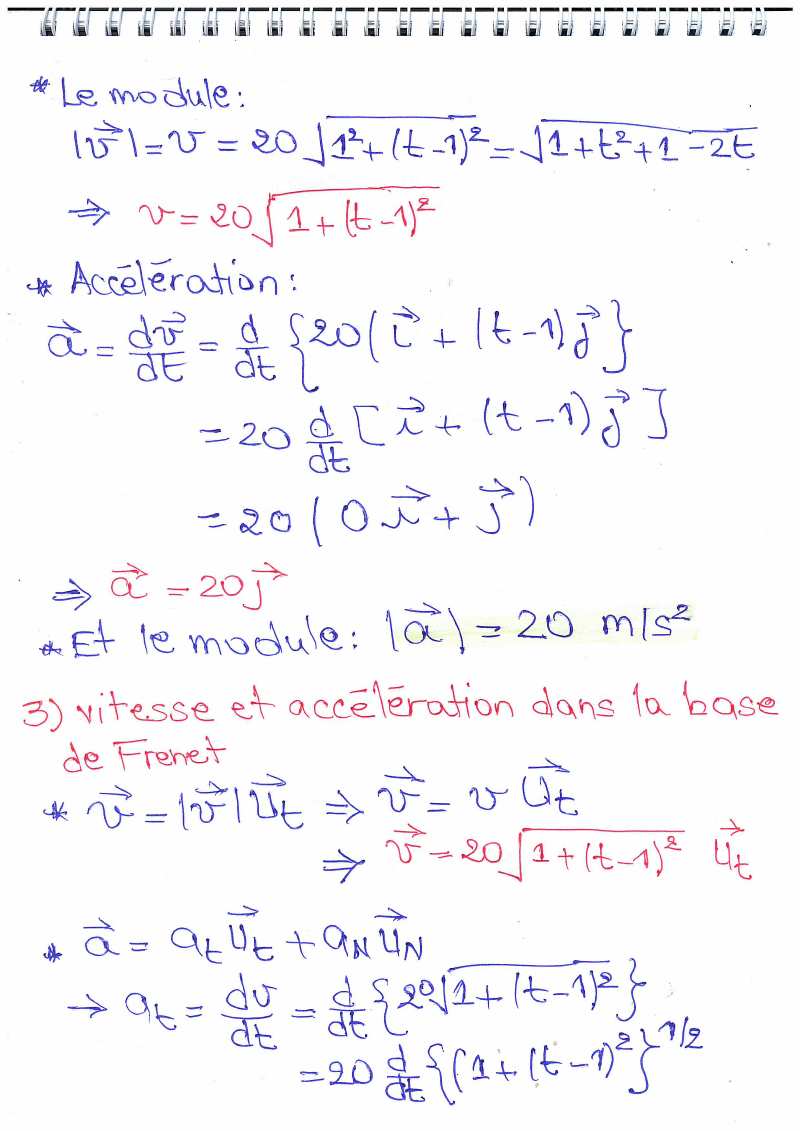 * Le module:
|v⃗| = v = 20 √(1² + (t-1)²) = √(1 + t² + 1 - 2t)
⇒ v = 20 √(1 + (t-1)²)
* Accélération:
a⃗ = dv⃗/dt = d/dt {20( i⃗ + (t-1) j⃗ }
= 20 d/dt [ i⃗ + (t-1) j⃗ ]
= 20 ( 0 i⃗ + j⃗ )
⇒ a⃗ = 20 j⃗
* Et le module: |a⃗| = 20 m/s²
3) vitesse et accélération dans la base
de Frenet
* v⃗ = |v⃗| u⃗t ⇒ v⃗ = v U⃗t
⇒ v⃗ = 20 √(1 + (t-1)²) u⃗t
* a⃗ = at u⃗t + aN u⃗N
→ at = dv/dt = d/dt {20 √(1 + (t-1)²)}
= 20 d/dt {(1 + (t-1)²}^1/2